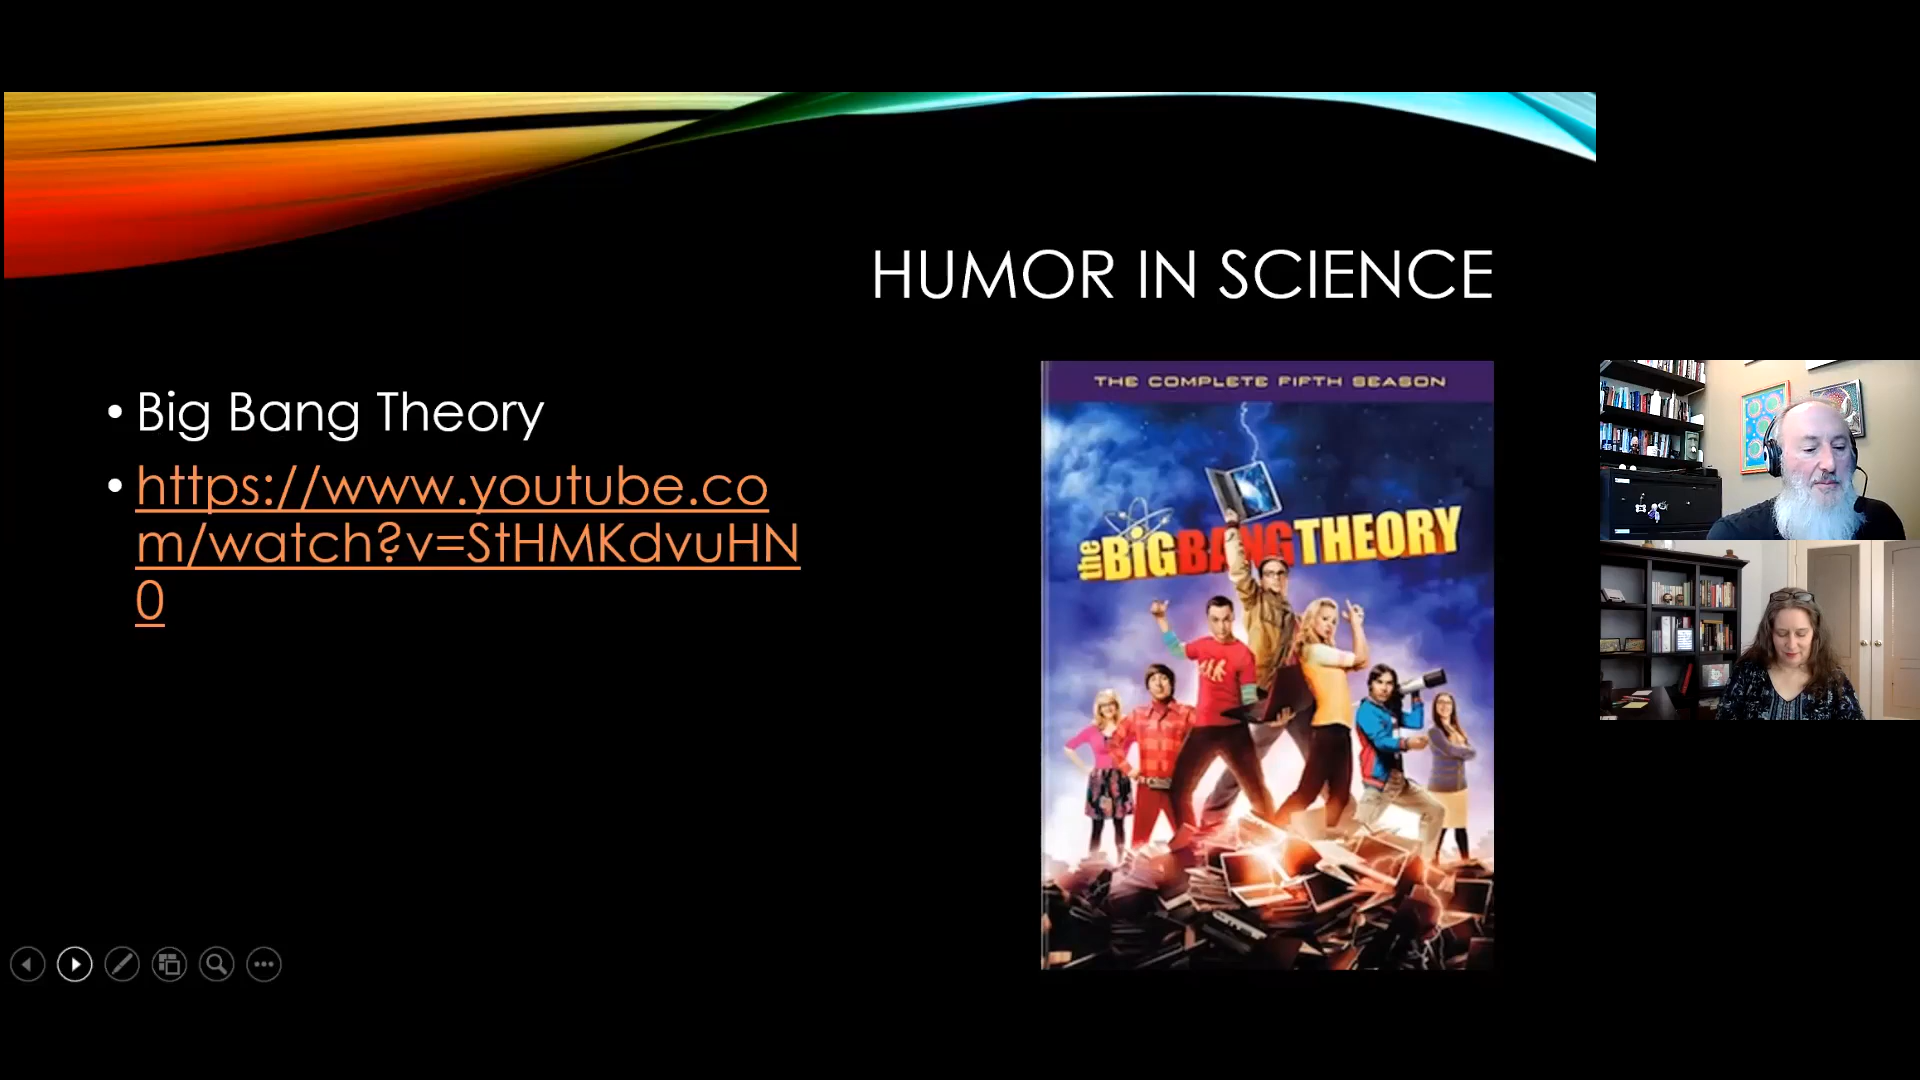 HUMOR IN SCIENCE
• Big Bang Theory
• https://www.youtube.co
m/watch?v=StHMKdvuHN
0
THE COMPLETE FIFTH SEASON
the BIG BANG THEORY